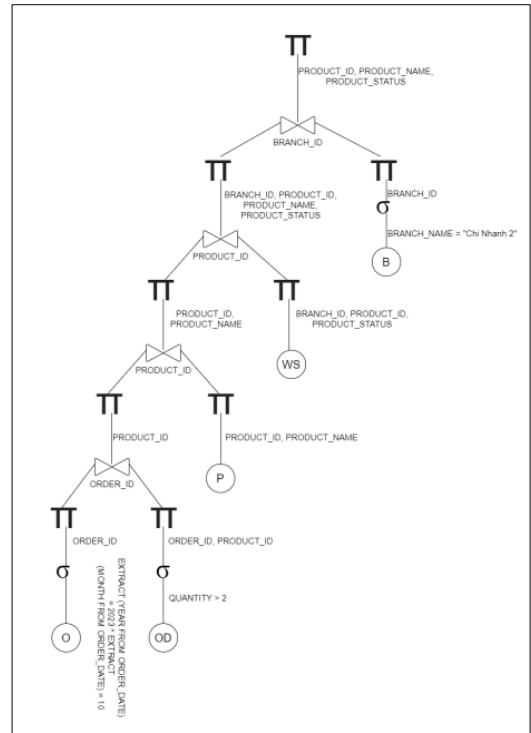 π
PRODUCT_ID, PRODUCT_NAME,
PRODUCT_STATUS
BRANCH_ID
π
π
BRANCH_ID, PRODUCT_ID,
PRODUCT_NAME,
PRODUCT_STATUS
BRANCH_ID
σ
BRANCH_NAME = "Chi Nhanh 2"
B
PRODUCT_ID
π
π
PRODUCT_ID,
PRODUCT_NAME
BRANCH_ID, PRODUCT_ID,
PRODUCT_STATUS
WS
PRODUCT_ID
π
π
PRODUCT_ID
PRODUCT_ID, PRODUCT_NAME
P
ORDER_ID
π
π
ORDER_ID
ORDER_ID, PRODUCT_ID
σ
σ
EXTRACT (YEAR FROM ORDER_DATE)
= 2023 ^ EXTRACT
(MONTH FROM ORDER_DATE) = 10
QUANTITY > 2
O
OD